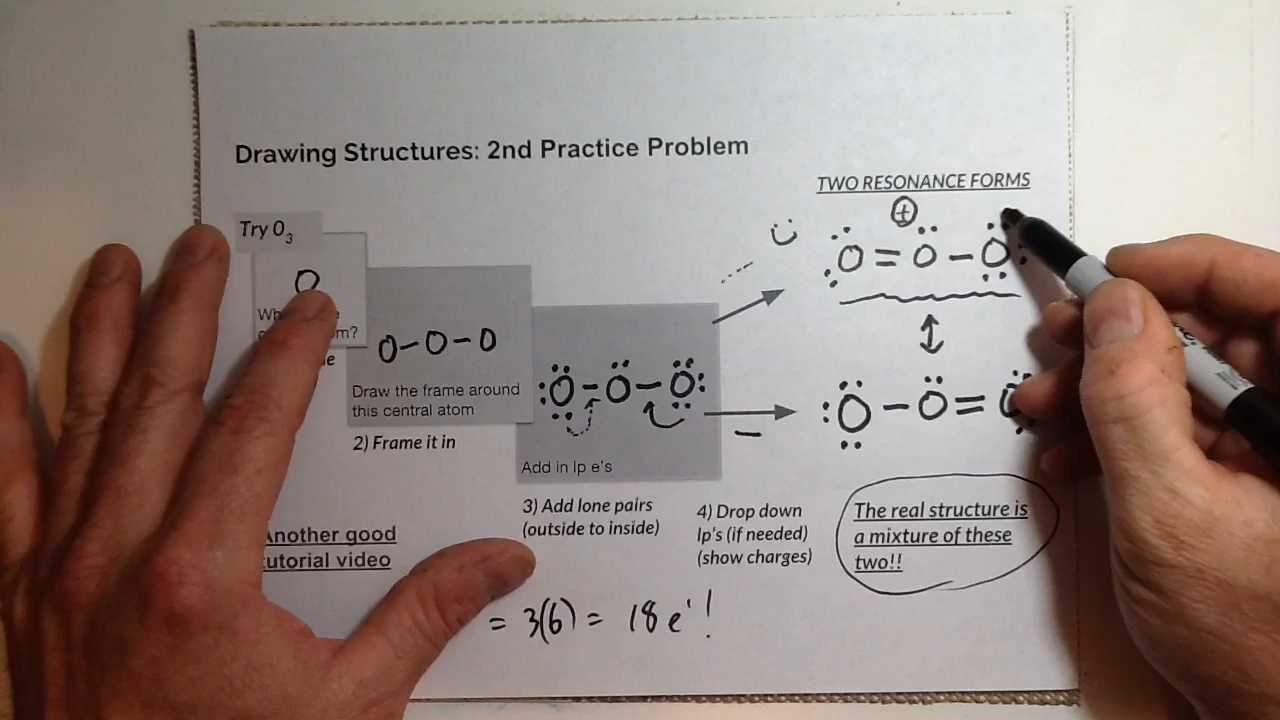 Drawing Structures: 2nd Practice Problem
TWO RESONANCE FORMS
Try O₃
O
Wh
m?
e
O-O-O
Draw the frame around
this central atom
2) Frame it in
:Ö-Ö-Ö:
Add in lp e's
3) Add lone pairs
(outside to inside)
4) Drop down
lp's (if needed)
(show charges)
⊕
O=O-O
↕
:O-O=O
The real structure is
a mixture of these
two!!
Another good
tutorial video
= 3(6) = 18 e⁻!